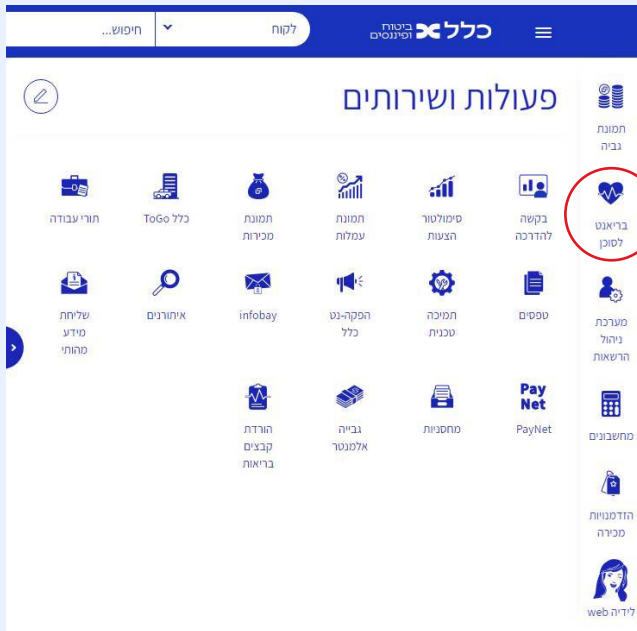 כלל ביטוח
ופיננסים
לקוח
חיפוש...
פעולות ושירותים
תמונת
גביה
בריאנט
לסוכן
מערכת
ניהול
הרשאות
מחשבונים
הזדמנויות
מכירה
לידיה web
בקשה
להדרכה
סימולטור
הצעות
תמונת
עמלות
תמונת
מכירות
כלל ToGo
תורי עבודה
טפסים
תמיכה
טכנית
הפקה-נט
כלל
infobay
איתורנים
שליחת
מידע
מהותי
Pay
Net
PayNet
מחסניות
גבייה
אלמנטר
הורדת
קבצים
בריאות